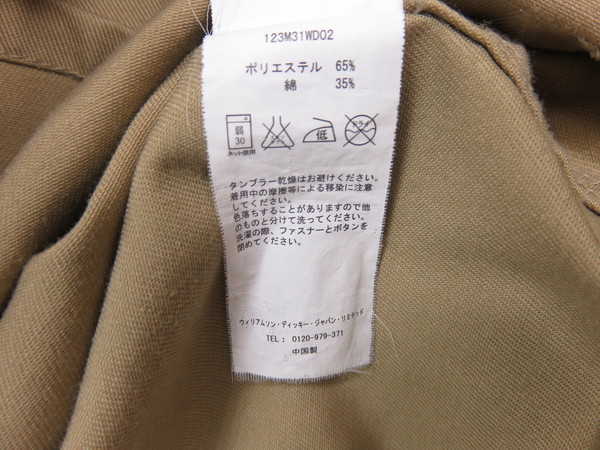 123M31WD02
ポリエステル 65%
綿 35%
弱
30
ネット使用
低
ドライ
タンブラー乾燥はお避けください。
着用中の摩擦等による移染に注意
してください。
色落ちすることがありますので他
のものと分けて洗ってください。
洗濯の際、ファスナーとボタンを
閉めてください。
ウィリアムソン・ディッキー・ジャパン・リミテッド
TEL: 0120-979-371
中国製